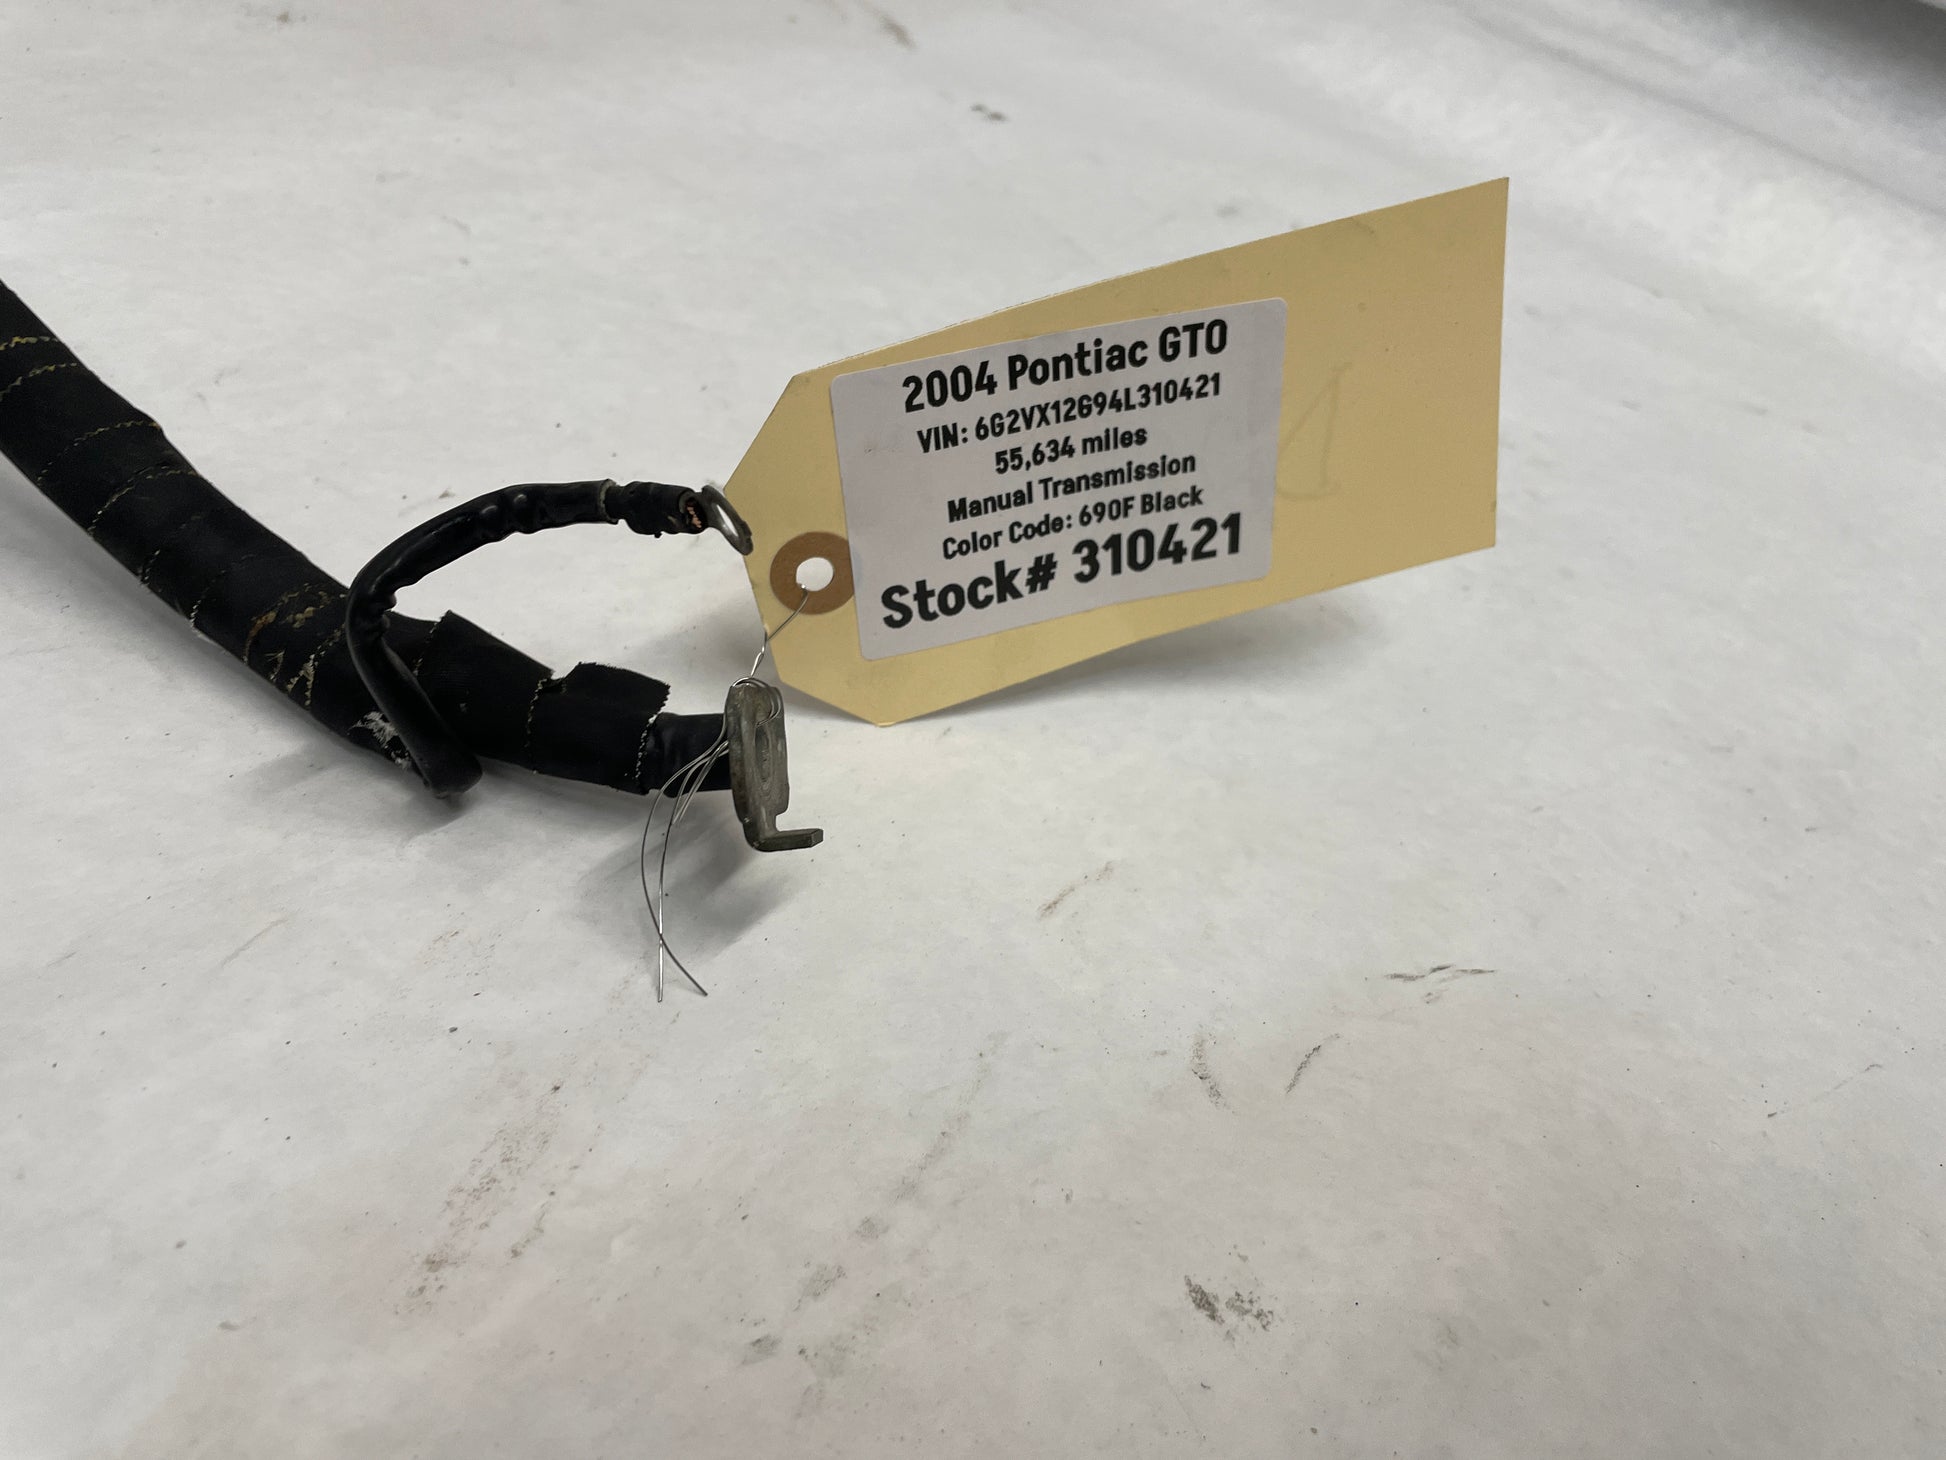 2004 Pontiac GTO
VIN: 6G2VX12G94L310421
55,634 miles
Manual Transmission
Color Code: 690F Black
Stock# 310421